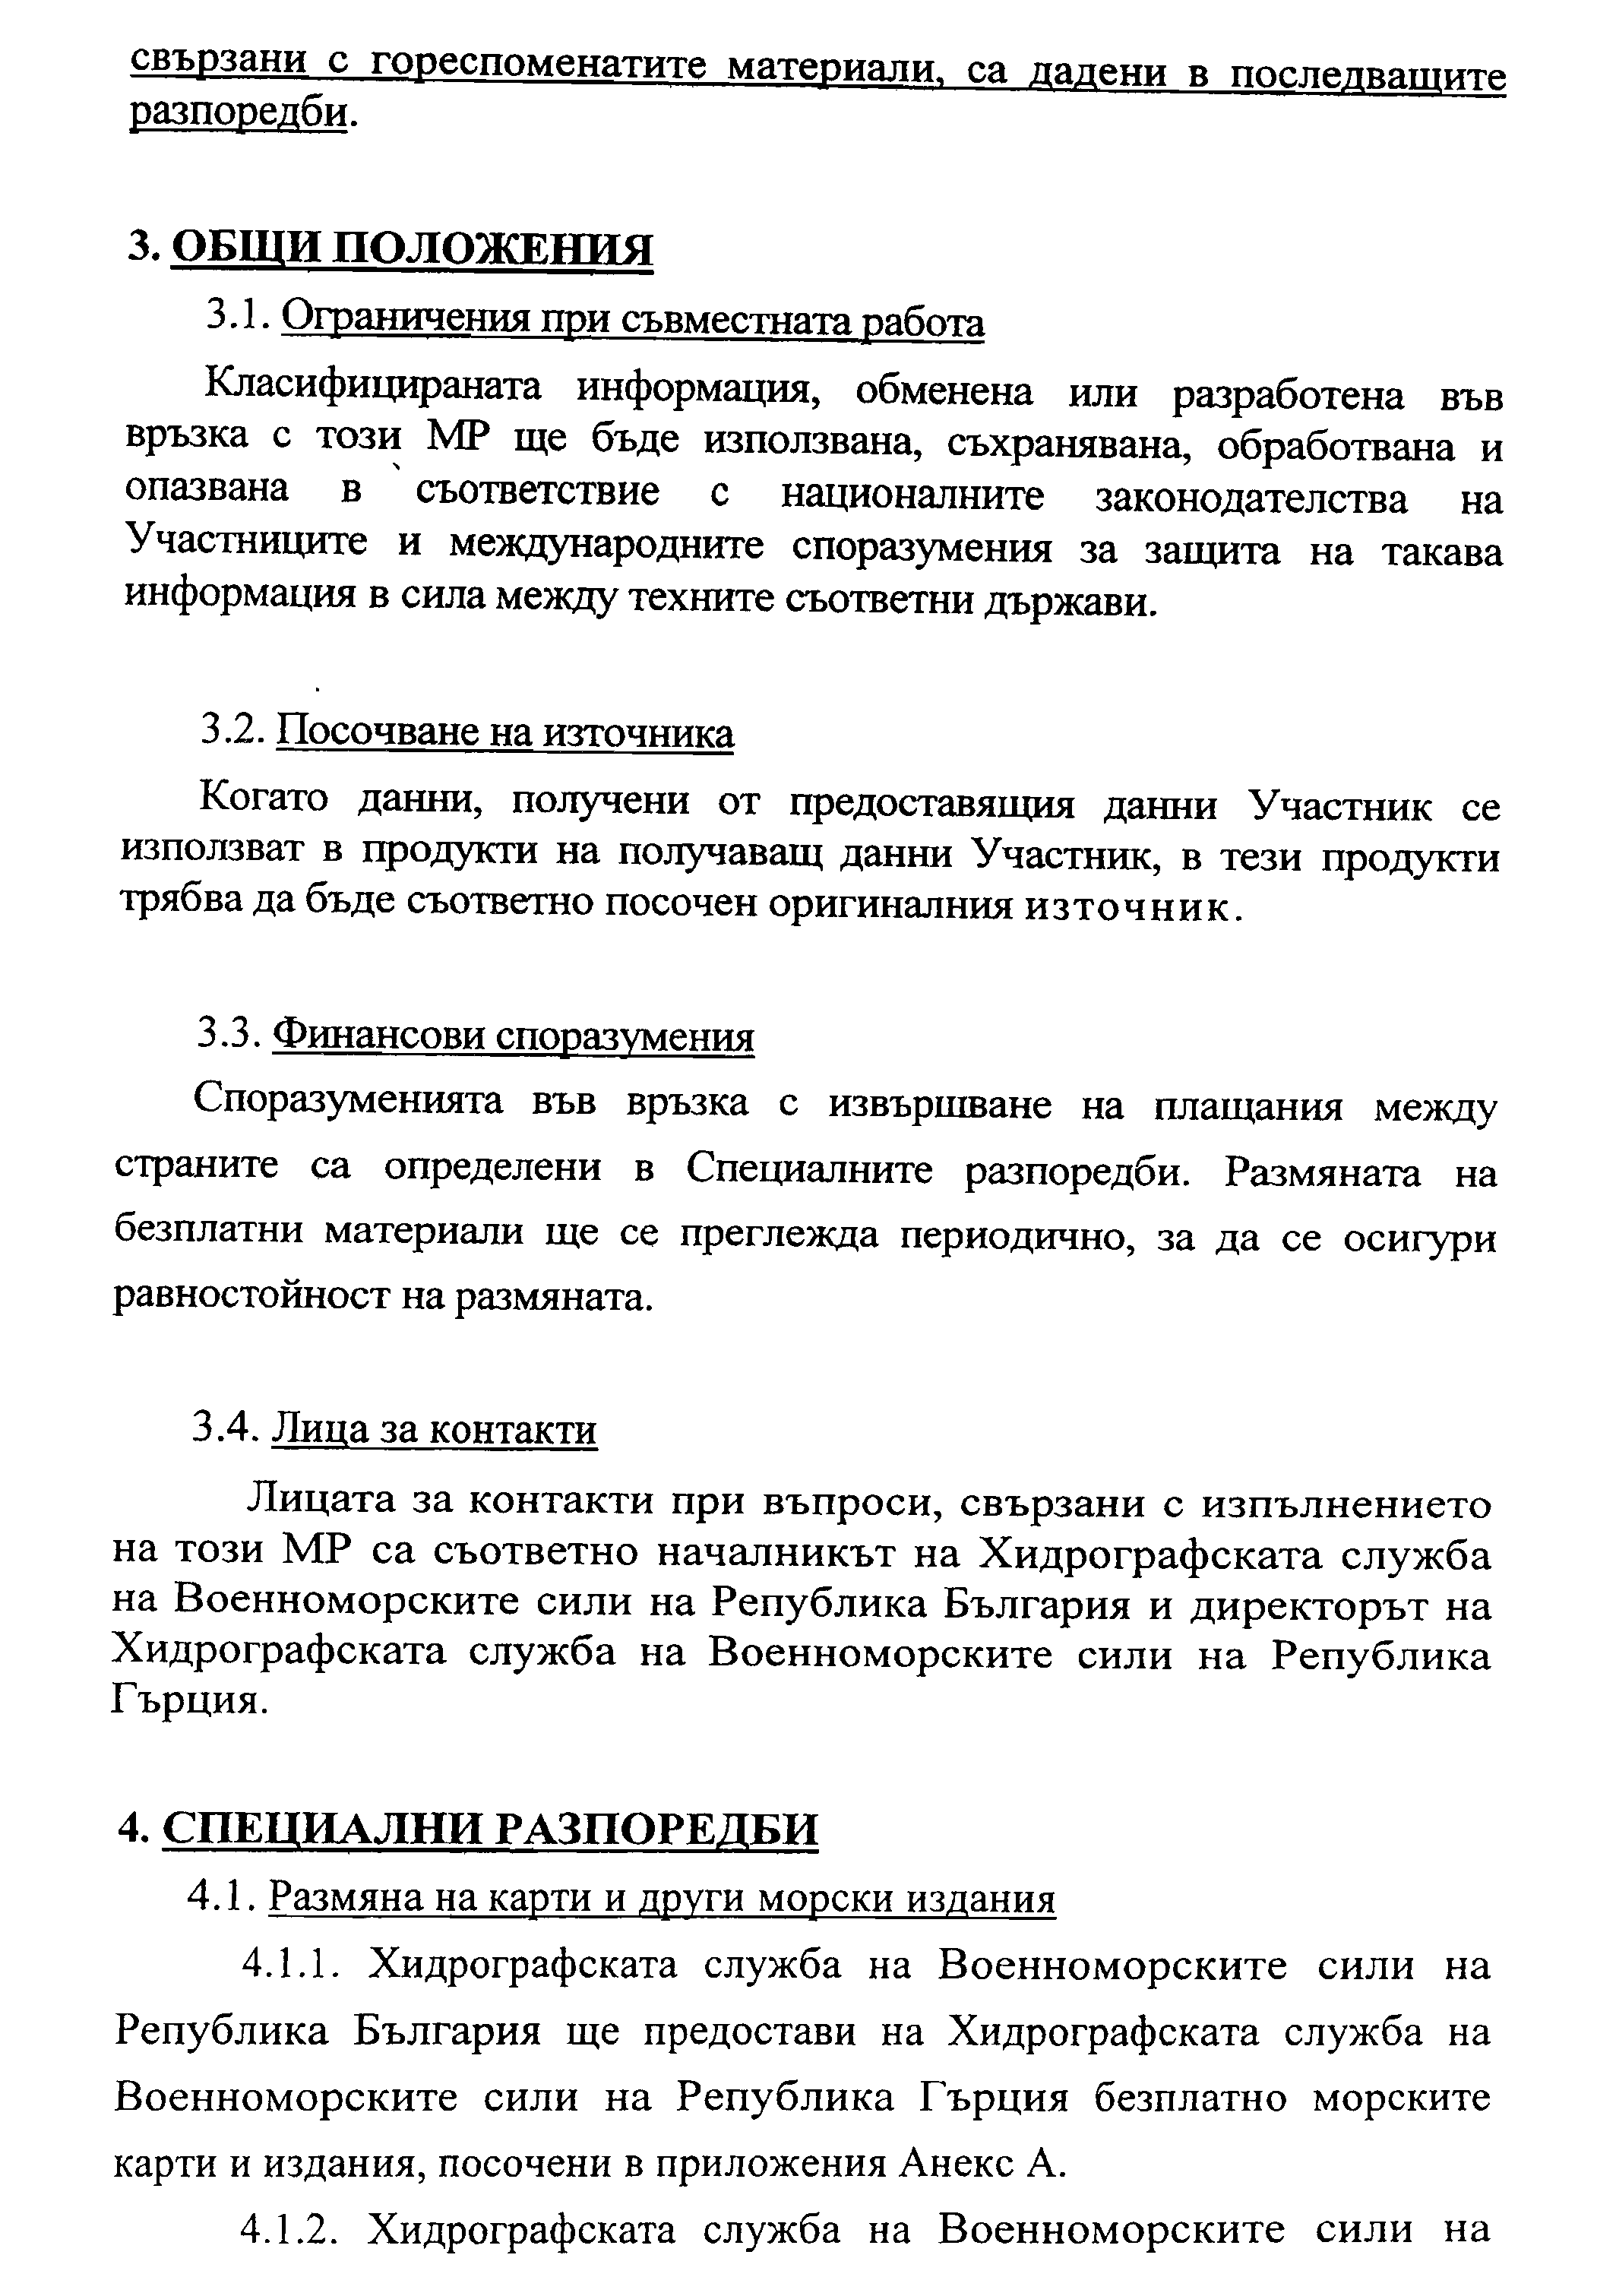 свързани с гореспоменатите материали, са дадени в последващите
разпоредби.
3. ОБЩИ ПОЛОЖЕНИЯ
3.1. Ограничения при съвместната работа
Класифицираната информация, обменена или разработена във
връзка с този МР ще бъде използвана, съхранявана, обработвана и
опазвана в съответствие с националните законодателства на
Участниците и международните споразумения за защита на такава
информация в сила между техните съответни държави.
3.2. Посочване на източника
Когато данни, получени от предоставящия данни Участник се
използват в продукти на получаващ данни Участник, в тези продукти
трябва да бъде съответно посочен оригиналния източник.
3.3. Финансови споразумения
Споразуменията във връзка с извършване на плащания между
страните са определени в Специалните разпоредби. Размяната на
безплатни материали ще се преглежда периодично, за да се осигури
равностойност на размяната.
3.4. Лица за контакти
Лицата за контакти при въпроси, свързани с изпълнението
на този МР са съответно началникът на Хидрографската служба
на Военноморските сили на Република България и директорът на
Хидрографската служба на Военноморските сили на Република
Гърция.
4. СПЕЦИАЛНИ РАЗПОРЕДБИ
4.1. Размяна на карти и други морски издания
4.1.1. Хидрографската служба на Военноморските сили на
Република България ще предостави на Хидрографската служба на
Военноморските сили на Република Гърция безплатно морските
карти и издания, посочени в приложения Анекс А.
4.1.2. Хидрографската служба на Военноморските сили на